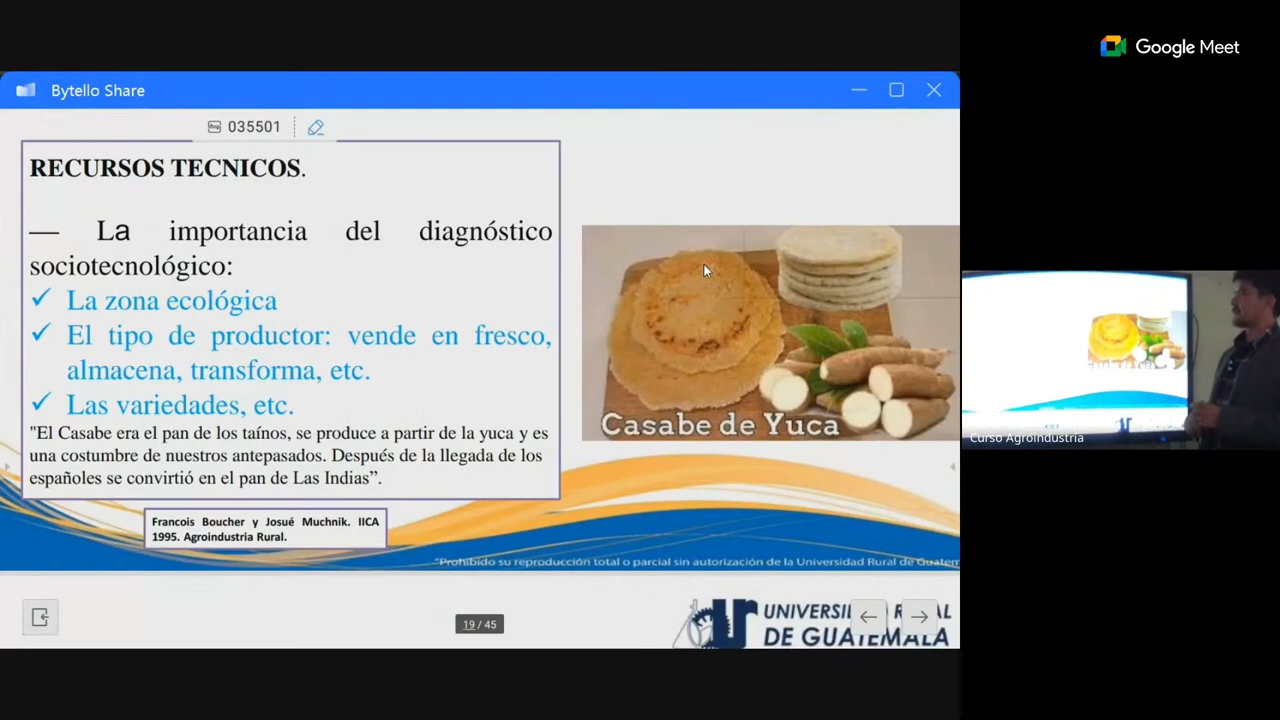 Google Meet
Bytello Share
035501
RECURSOS TECNICOS.
— La importancia del diagnóstico
sociotecnológico:
✓ La zona ecológica
✓ El tipo de productor: vende en fresco,
almacena, transforma, etc.
✓ Las variedades, etc.
"El Casabe era el pan de los taínos, se produce a partir de la yuca y es
una costumbre de nuestros antepasados. Después de la llegada de los
españoles se convirtió en el pan de Las Indias”.
Casabe de Yuca
Francois Boucher y Josué Muchnik. IICA
1995. Agroindustria Rural.
"Prohibido su reproducción total o parcial sin autorización de la Universidad Rural de Guatem
19 / 45
DE GUATEMALA
Curso Agroindustria